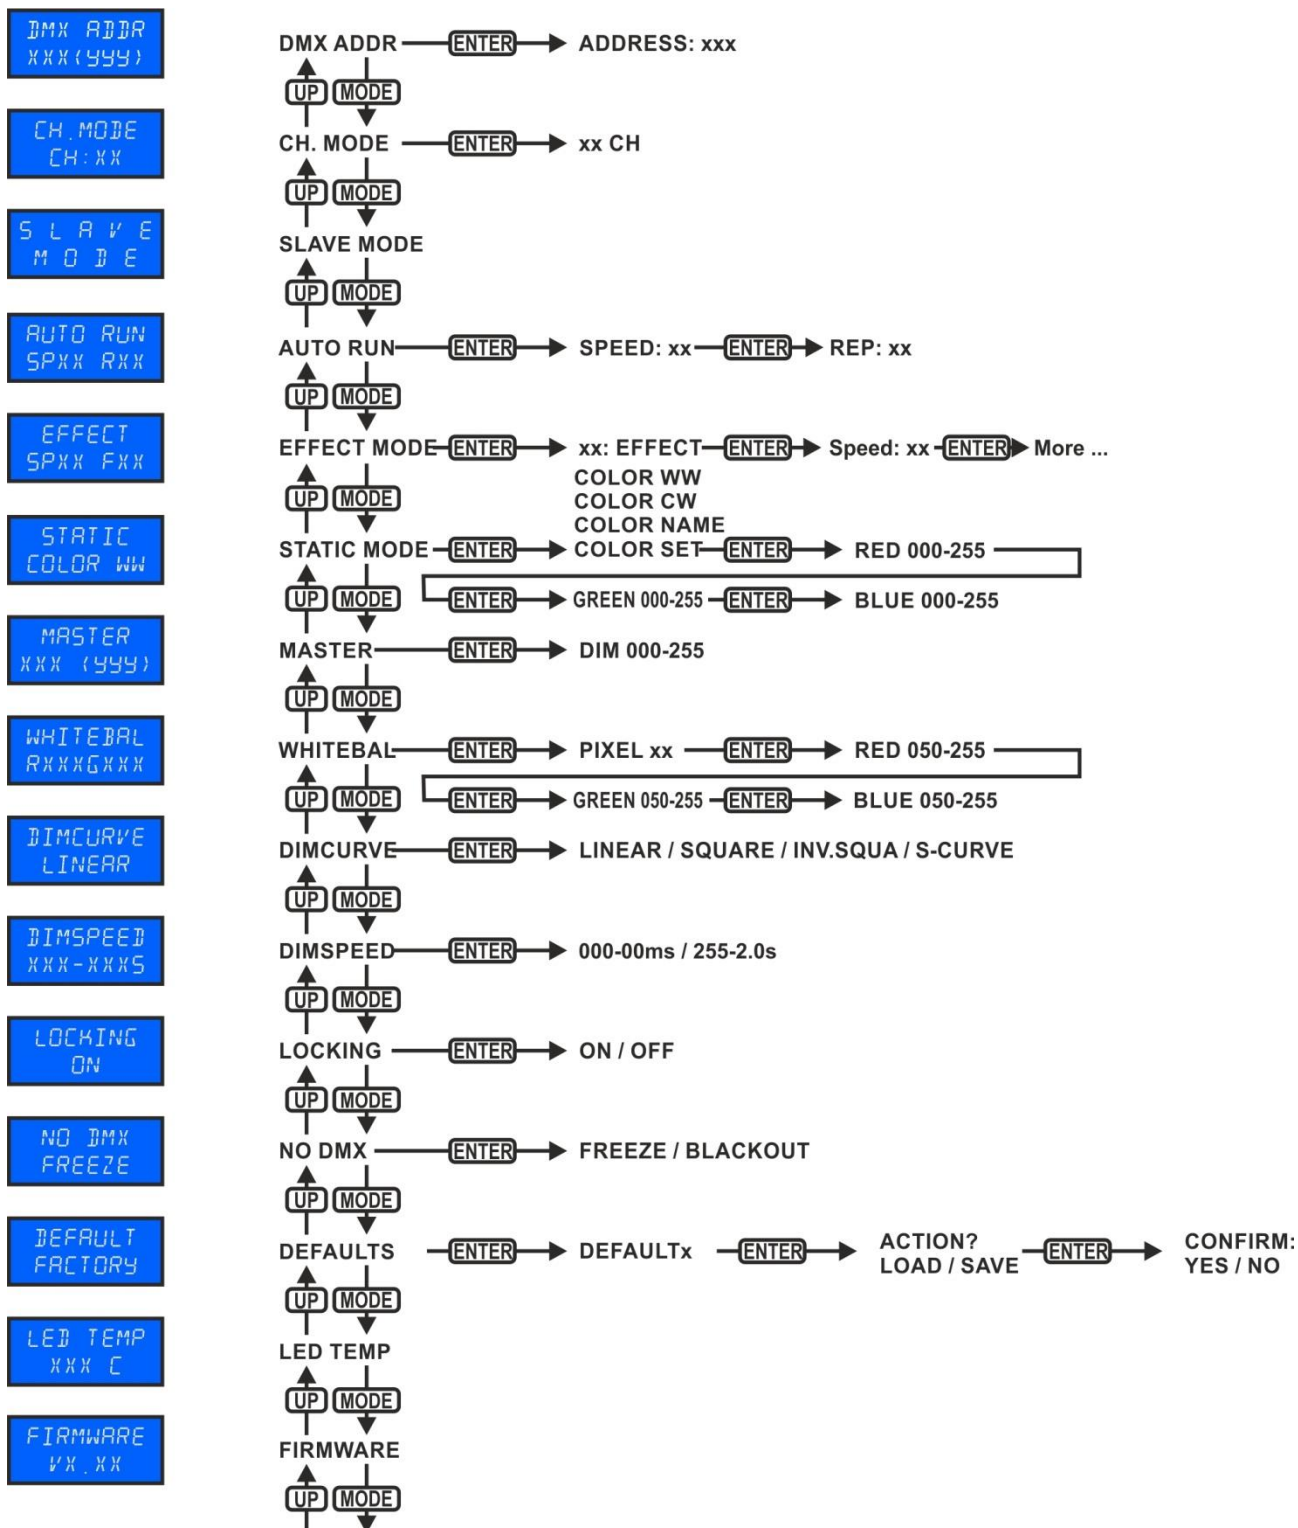 DMX ADDR
XXX(YYY)
DMX ADDR ENTER ADDRESS: xxx
UP MODE
CH.MODE
CH:XX
CH. MODE ENTER xx CH
UP MODE
SLAVE
MODE
SLAVE MODE
UP MODE
AUTO RUN
SPXX RXX
AUTO RUN ENTER SPEED: xx ENTER REP: xx
UP MODE
EFFECT
SPXX FXX
EFFECT MODE ENTER xx: EFFECT ENTER Speed: xx ENTER More ...
UP MODE
COLOR WW
COLOR CW
COLOR NAME
STATIC
COLOR WW
STATIC MODE ENTER COLOR SET ENTER RED 000-255
UP MODE ENTER GREEN 000-255 ENTER BLUE 000-255
MASTER
XXX (YYY)
MASTER ENTER DIM 000-255
UP MODE
WHITEBAL
RXXXGXXX
WHITEBAL ENTER PIXEL xx ENTER RED 050-255
UP MODE ENTER GREEN 050-255 ENTER BLUE 050-255
DIMCURVE
LINEAR
DIMCURVE ENTER LINEAR / SQUARE / INV.SQUA / S-CURVE
UP MODE
DIMSPEED
XXX-XXXS
DIMSPEED ENTER 000-00ms / 255-2.0s
UP MODE
LOCKING
ON
LOCKING ENTER ON / OFF
UP MODE
NO DMX
FREEZE
NO DMX ENTER FREEZE / BLACKOUT
UP MODE
DEFAULT
FACTORY
DEFAULTS ENTER DEFAULTx ENTER ACTION?
LOAD / SAVE ENTER CONFIRM:
YES / NO
UP MODE
LED TEMP
XXX C
LED TEMP
UP MODE
FIRMWARE
VX.XX
FIRMWARE
UP MODE